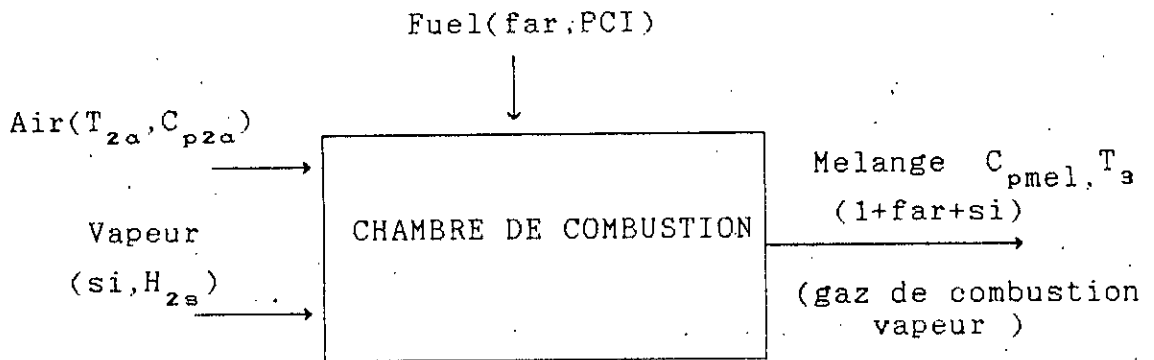 Fuel(far,PCI)
Air(T₂ₐ,Cₚ₂ₐ)
Vapeur
(si,H₂ₛ)
CHAMBRE DE COMBUSTION
Melange Cₚₘₑₗ,T₃
(1+far+si)
(gaz de combustion
vapeur )